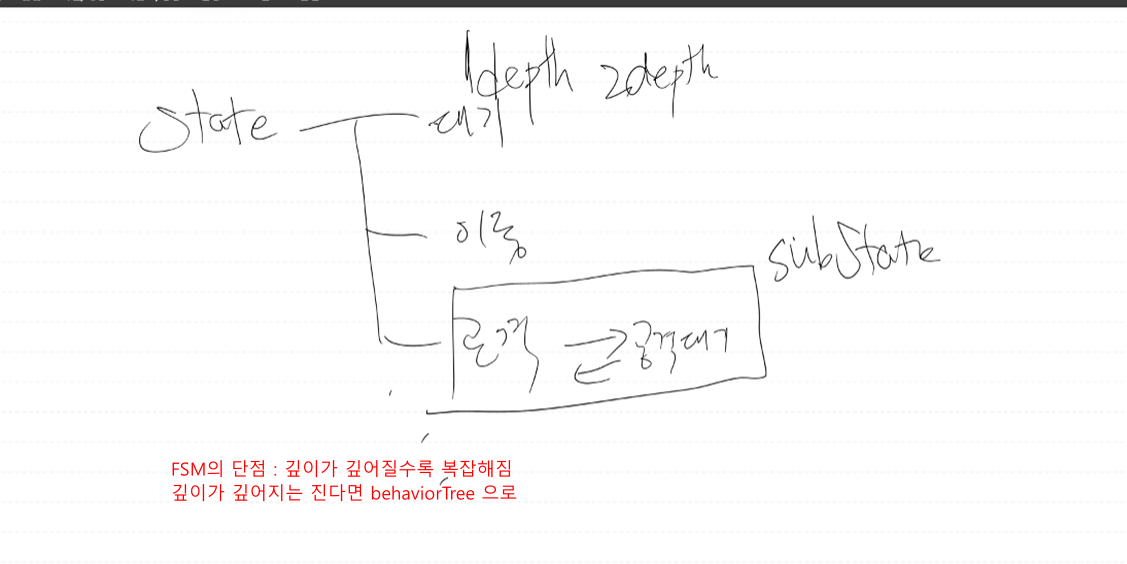 1depth 2depth
State 대기
이동
subState
공격 공격대기
FSM의 단점 : 깊이가 깊어질수록 복잡해짐
깊이가 깊어지는 진다면 behaviorTree 으로